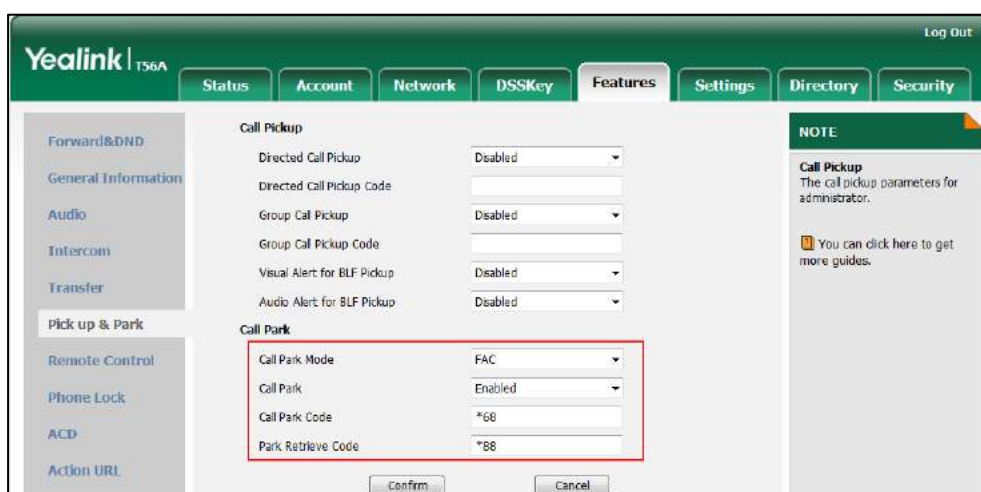 Log Out
Yealink T56A
Status Account Network DSSKey Features Settings Directory Security
Forward&DND
General Information
Audio
Intercom
Transfer
Pick up & Park
Remote Control
Phone Lock
ACD
Action URL
Call Pickup
Directed Call Pickup Disabled
Directed Call Pickup Code
Group Call Pickup Disabled
Group Call Pickup Code
Visual Alert for BLF Pickup Disabled
Audio Alert for BLF Pickup Disabled
Call Park
Call Park Mode FAC
Call Park Enabled
Call Park Code *68
Park Retrieve Code *88
Confirm Cancel
NOTE
Call Pickup
The call pickup parameters for
administrator.
You can click here to get
more guides.